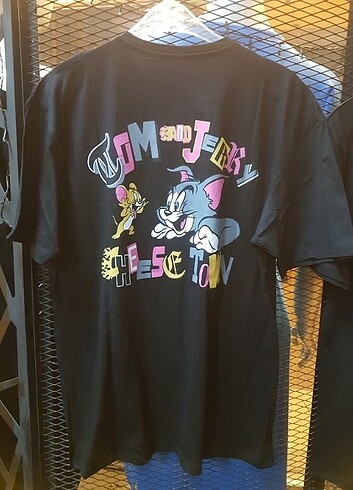 TOM AND JERRY
CHEESE TOWN